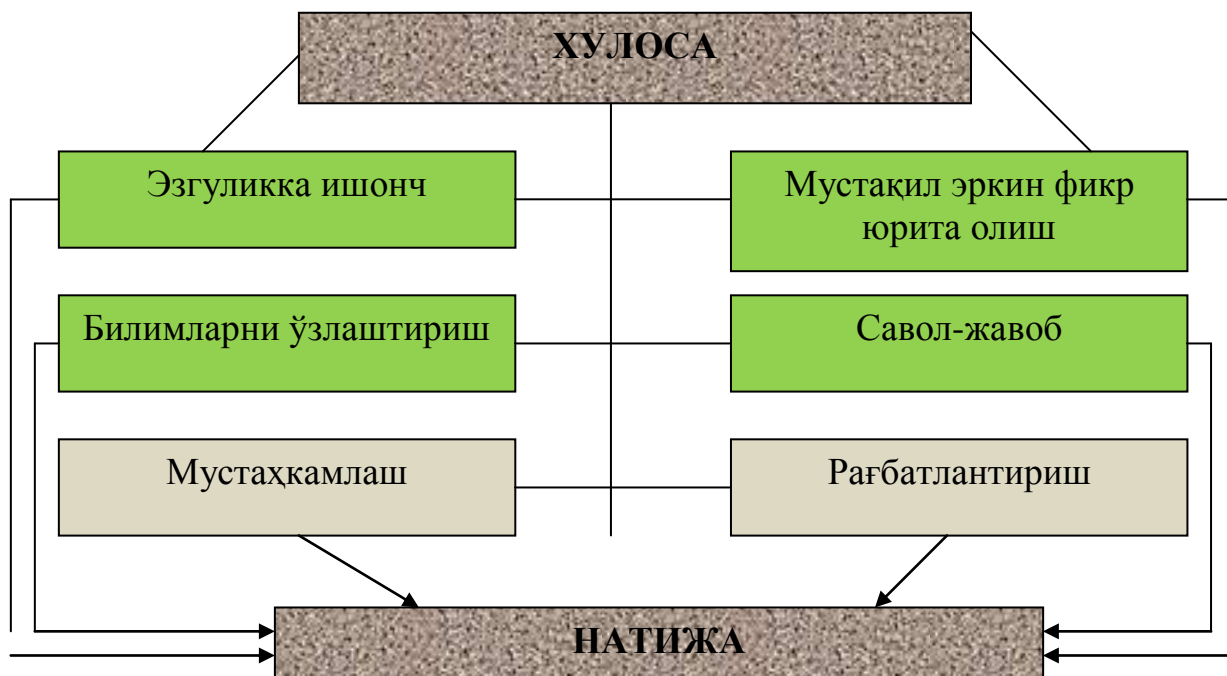 ХУЛОСА
Эзгуликка ишонч
Мустақил эркин фикр
юрита олиш
Билимларни ўзлаштириш
Савол-жавоб
Мустаҳкамлаш
Рағбатлантириш
НАТИЖА